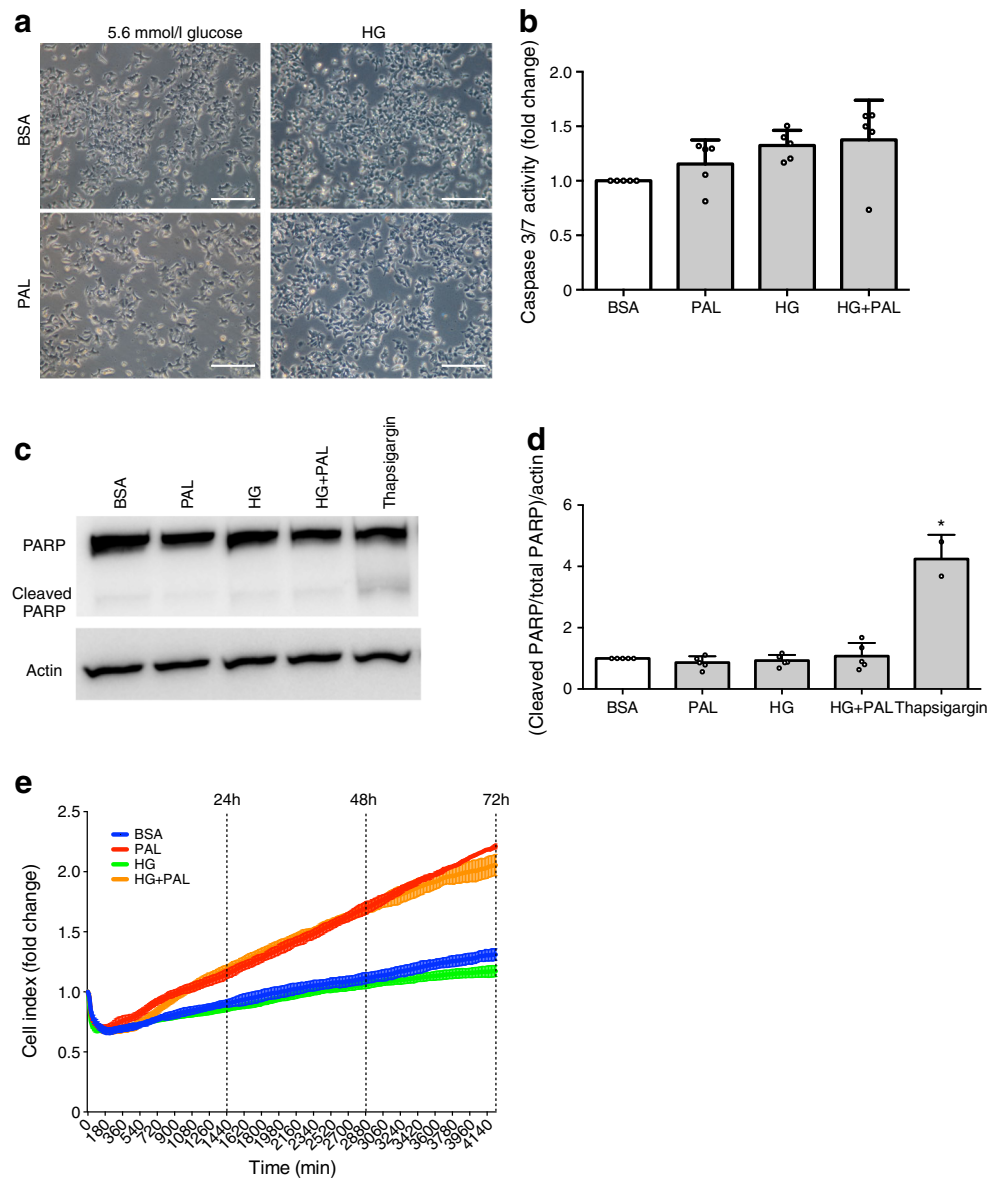 a
5.6 mmol/l glucose
HG
BSA
PAL
b
Caspase 3/7 activity (fold change)
2.0
1.5
1.0
0.5
0
BSA
PAL
HG
HG+PAL
c
BSA
PAL
HG
HG+PAL
Thapsigargin
PARP
Cleaved
PARP
Actin
d
(Cleaved PARP/total PARP)/actin
6
4
2
0
*
BSA
PAL
HG
HG+PAL
Thapsigargin
e
24h
48h
72h
Cell index (fold change)
2.5
2.0
1.5
1.0
0.5
0
BSA
PAL
HG
HG+PAL
0
180
360
540
720
900
1080
1260
1440
1620
1800
1980
2160
2340
2520
2700
2880
3060
3240
3420
3600
3780
3960
4140
Time (min)